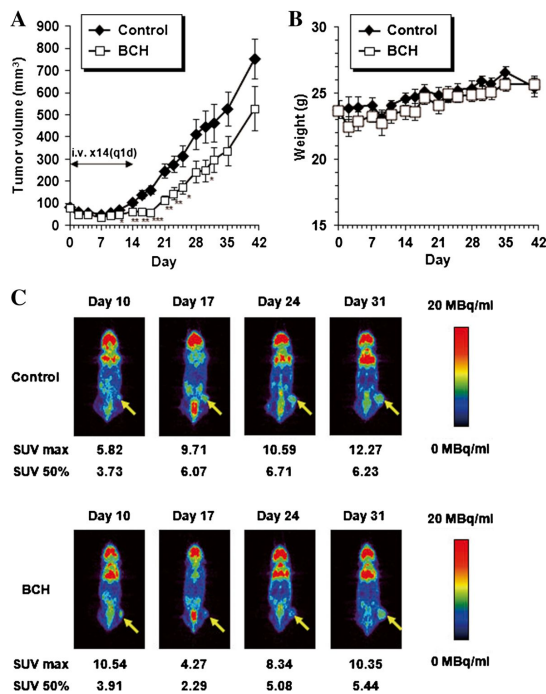 A
Control
BCH
Tumor volume (mm3)
900
800
700
600
500
400
300
200
100
0
i.v. x14(q1d)
*
**
**
***
**
**
*
*
0 7 14 21 28 35 42
Day
B
Control
BCH
Weight (g)
30
25
20
15
0 7 14 21 28 35 42
Day
C
Day 10 Day 17 Day 24 Day 31
Control
20 MBq/ml
0 MBq/ml
SUV max 5.82 9.71 10.59 12.27
SUV 50% 3.73 6.07 6.71 6.23
Day 10 Day 17 Day 24 Day 31
BCH
20 MBq/ml
0 MBq/ml
SUV max 10.54 4.27 8.34 10.35
SUV 50% 3.91 2.29 5.08 5.44